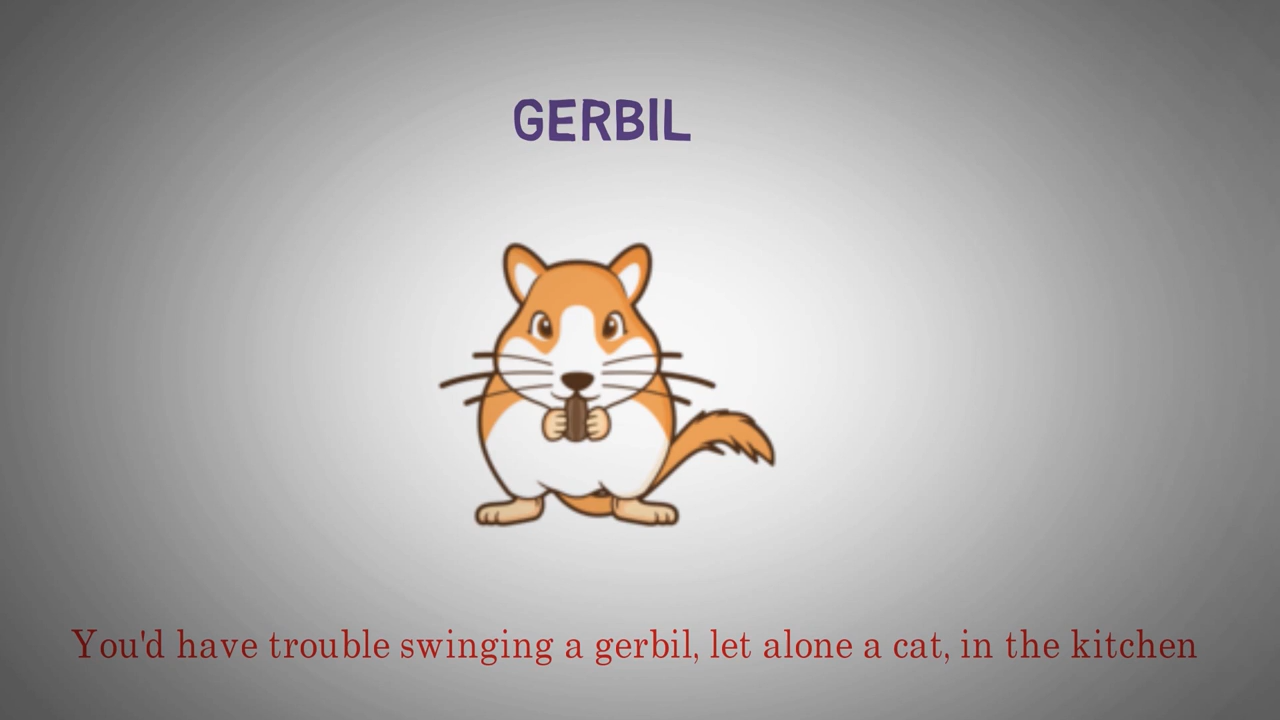 GERBIL
You'd have trouble swinging a gerbil, let alone a cat, in the kitchen